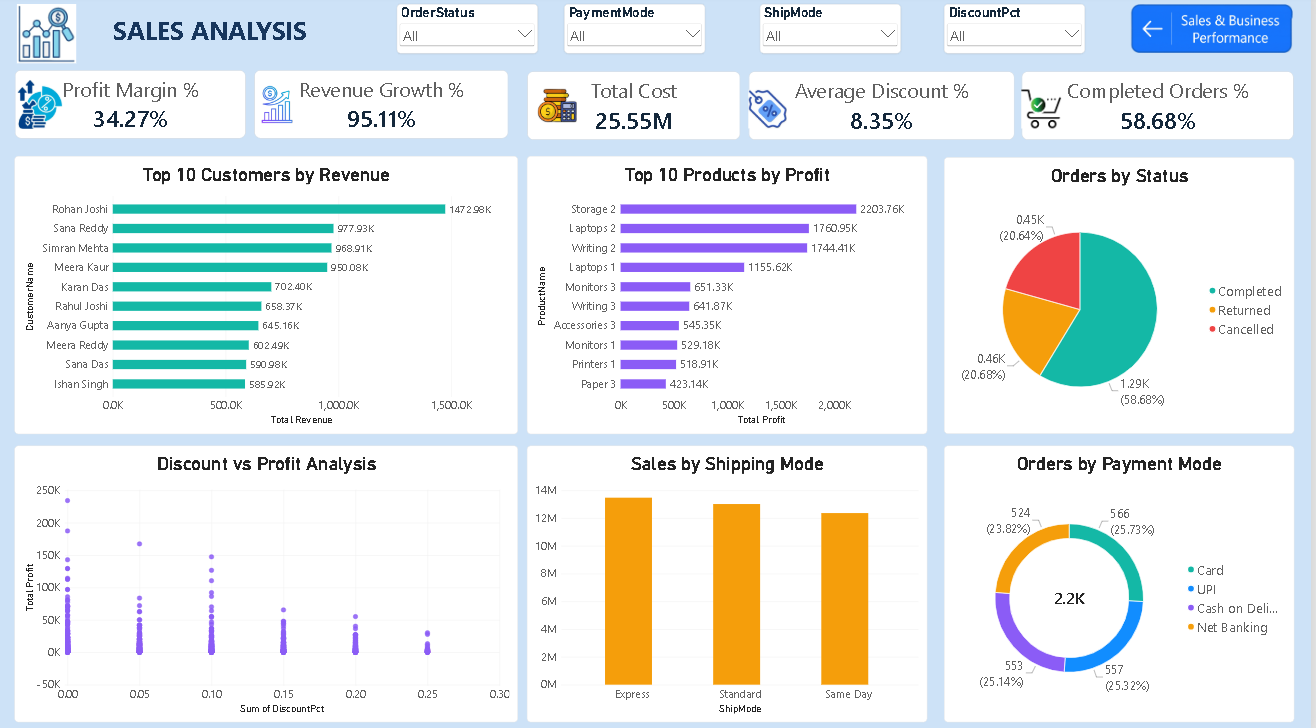 SALES ANALYSIS
OrderStatus
All
PaymentMode
All
ShipMode
All
DiscountPct
All
Sales & Business
Performance
Profit Margin %
34.27%
Revenue Growth %
95.11%
Total Cost
25.55M
Average Discount %
8.35%
Completed Orders %
58.68%
Top 10 Customers by Revenue
CustomerName
Rohan Joshi 1472.98K
Sana Reddy 977.93K
Simran Mehta 968.91K
Meera Kaur 950.08K
Karan Das 702.40K
Rahul Joshi 658.37K
Aanya Gupta 645.16K
Meera Reddy 602.49K
Sana Das 590.98K
Ishan Singh 585.92K
0.0K 500.0K 1,000.0K 1,500.0K
Total Revenue
Top 10 Products by Profit
ProductName
Storage 2 2203.76K
Laptops 2 1760.95K
Writing 2 1744.41K
Laptops 1 1155.62K
Monitors 3 651.33K
Writing 3 641.87K
Accessories 3 545.35K
Monitors 1 529.18K
Printers 1 518.91K
Paper 3 423.14K
0K 500K 1,000K 1,500K 2,000K
Total Profit
Orders by Status
0.45K
(20.64%)
0.46K
(20.68%)
1.29K
(58.68%)
Completed
Returned
Cancelled
Discount vs Profit Analysis
Total Profit
250K
200K
150K
100K
50K
0K
-50K
0.00 0.05 0.10 0.15 0.20 0.25 0.30
Sum of DiscountPct
Sales by Shipping Mode
14M
12M
10M
8M
6M
4M
2M
0M
Express Standard Same Day
ShipMode
Orders by Payment Mode
524
(23.82%)
566
(25.73%)
2.2K
553
(25.14%)
557
(25.32%)
Card
UPI
Cash on Deli...
Net Banking